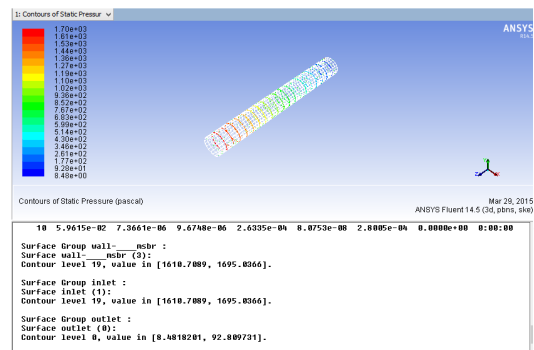 1: Contours of Static Pressur
ANSYS
R14.5
1.70e+03
1.61e+03
1.53e+03
1.44e+03
1.36e+03
1.27e+03
1.19e+03
1.10e+03
1.02e+03
9.36e+02
8.52e+02
7.67e+02
6.83e+02
5.99e+02
5.14e+02
4.30e+02
3.46e+02
2.61e+02
1.77e+02
9.28e+01
8.48e+00
Contours of Static Pressure (pascal)
Mar 29, 2015
ANSYS Fluent 14.5 (3d, pbns, ske)
10 5.9615e-02 7.3661e-06 9.6748e-06 2.6335e-04 8.0753e-08 2.8005e-04 0.0000e+00 0:00:00
Surface Group wall-____msbr :
Surface wall-____msbr (3):
Contour level 19, value in [1610.7089, 1695.0366].
Surface Group inlet :
Surface inlet (1):
Contour level 19, value in [1610.7089, 1695.0366].
Surface Group outlet :
Surface outlet (0):
Contour level 0, value in [8.4818201, 92.809731].